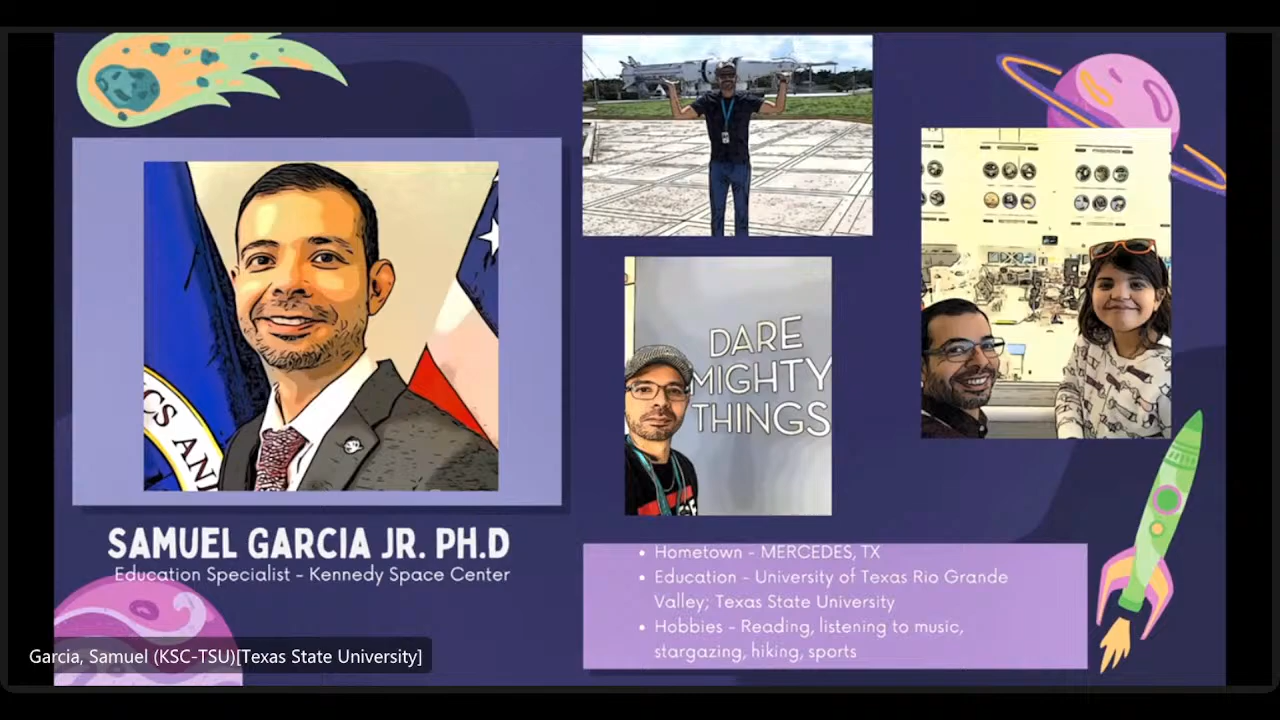 CS AN
DARE
MIGHTY
THINGS
SAMUEL GARCIA JR. PH.D
Education Specialist - Kennedy Space Center
• Hometown - MERCEDES, TX
• Education - University of Texas Rio Grande
Valley; Texas State University
• Hobbies - Reading, listening to music,
stargazing, hiking, sports
Garcia, Samuel (KSC-TSU)[Texas State University]